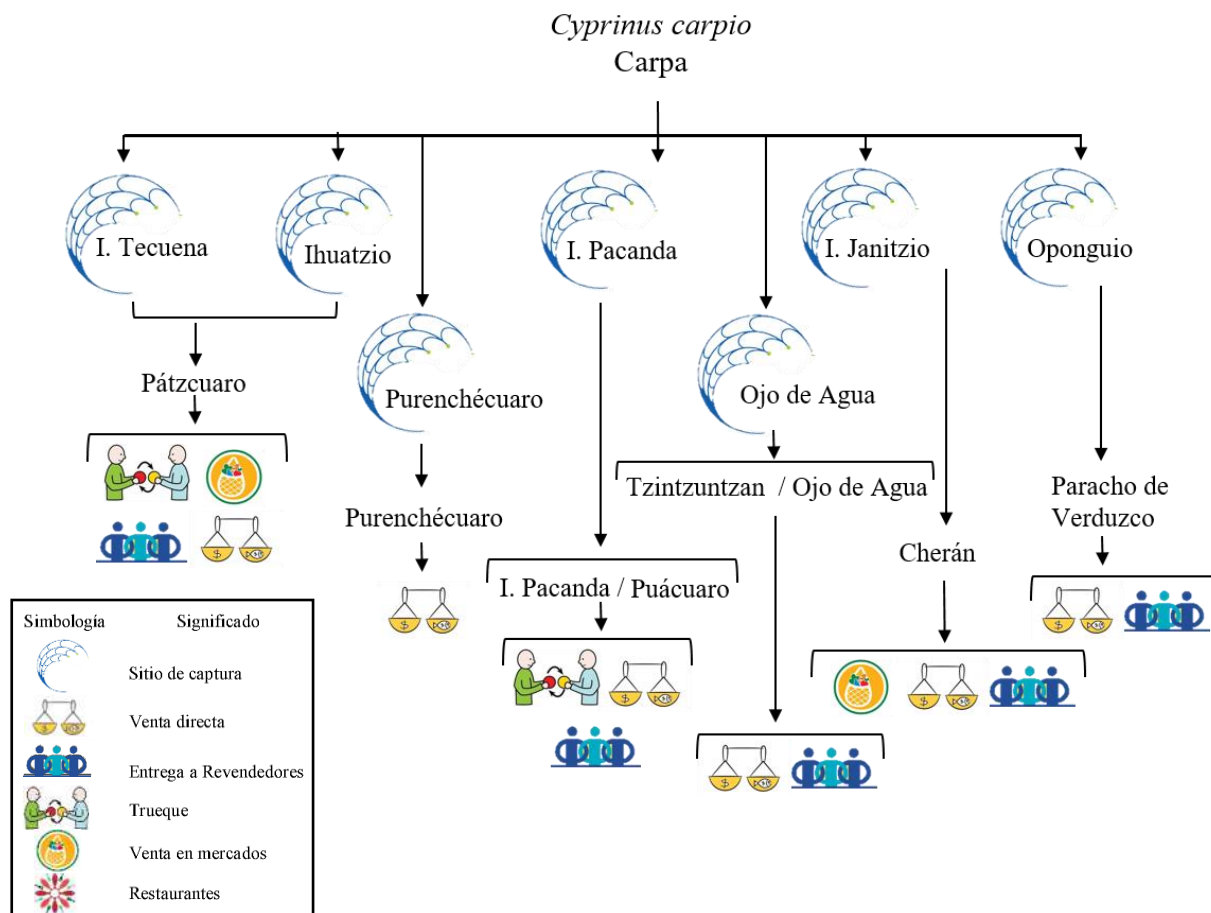 Cyprinus carpio
Carpa
I. Tecuena
Ihuatzio
I. Pacanda
I. Janitzio
Oponguio
Pátzcuaro
Purenchécuaro
Ojo de Agua
Purenchécuaro
Tzintzuntzan / Ojo de Agua
Paracho de
Verduzco
Cherán
I. Pacanda / Puácuaro
Simbología Significado
Sitio de captura
Venta directa
Entrega a Revendedores
Trueque
Venta en mercados
Restaurantes